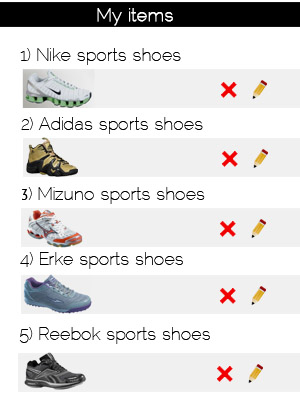 My items
1) Nike sports shoes
2) Adidas sports shoes
3) Mizuno sports shoes
4) Erke sports shoes
5) Reebok sports shoes